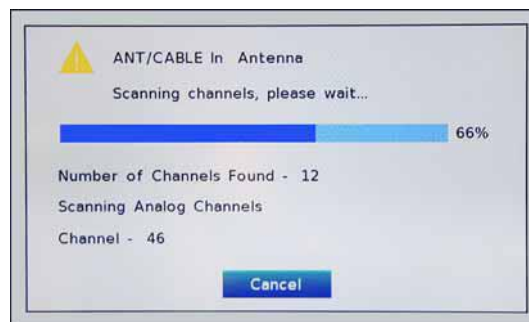 ANT/CABLE In Antenna
Scanning channels, please wait...
66%
Number of Channels Found - 12
Scanning Analog Channels
Channel - 46
Cancel